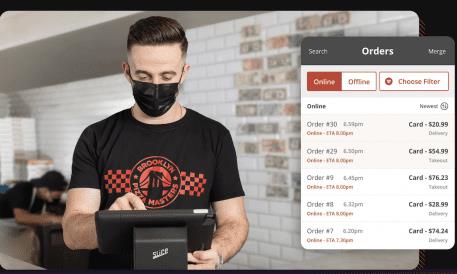 BROOKLYN
PIZZA MASTERS
slice
Search
Orders
Merge
Online
Offline
Choose Filter
Online
Newest
Order #30 6.59pm Card - $20.99
Online - ETA 8.00pm Delivery
Order #29 6.50pm Card - $54.99
Online - ETA 8.00pm Takeout
Order #9 6.45pm Card - $76.23
Online - ETA 8.00pm Takeout
Order #8 6.32pm Card - $28.99
Online - ETA 8.00pm Delivery
Order #7 6.20pm Card - $74.24
Online - ETA 7.30pm Delivery